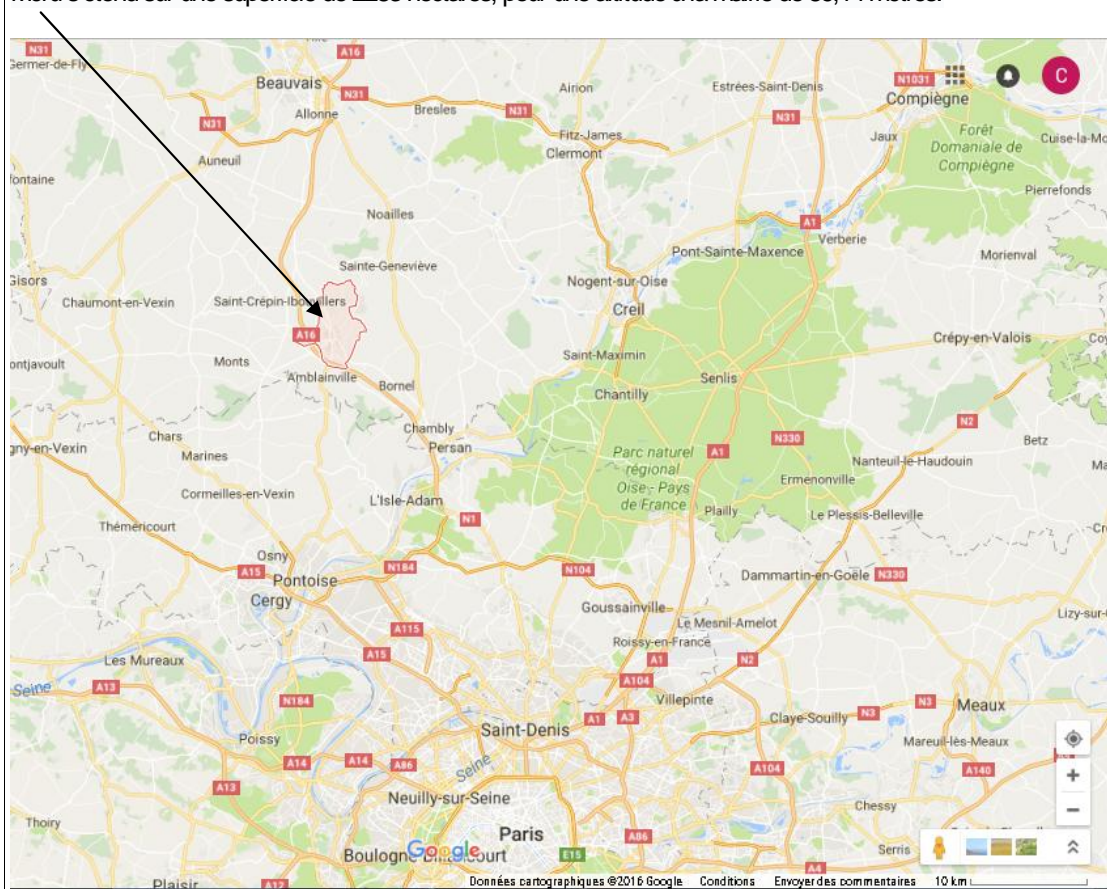 N31
A16
Germer-de-Fly
Beauvais
N31
Allonne
Bresles
N31
Airion
Estrées-Saint-Denis
N1031
C
Compiègne
N31
N31
Fitz-James
Clermont
Jaux
Forêt
Domaniale de
Compiègne
Cuise-la-Mo
Auneuil
fontaine
Pierrefonds
Noailles
A1
Verberie
Pont-Sainte-Maxence
Morienval
Sainte-Geneviève
Gisors
Nogent-sur-Oise
Chaumont-en-Vexin
Creil
A16
Crépy-en-Valois
Coy
ontjavoult
Monts
Saint-Maximin
Amblainville
Bornel
Senlis
Chantilly
N2
Chars
Chambly
Persan
N330
Betz
gny-en-Vexin
Marines
Parc naturel
régional
Oise - Pays
de France
A1
Nanteuil-le-Haudouin
Ma
Ermenonville
Cormeilles-en-Vexin
L'Isle-Adam
Plailly
Le Plessis-Belleville
Thémericourt
N1
Osny
A15
Pontoise
N184
N104
Dammartin-en-Goële
N330
Cergy
Goussainville
Lizy-sur-
A115
Le Mesnil-Amelot
Roissy-en-France
A15
A1
N2
Les Mureaux
A104
Seine
A13
N184
Villepinte
N3
Meaux
Saint-Denis
A1
A3
Claye-Souilly
N3
Poissy
Mareuil-lès-Meaux
A14
A14
A86
Seine
A104
A140
A13
Neuilly-sur-Seine
Chessy
Thoiry
Paris
A86
Google
E15
Serris
A4
Plaisir
A12
Données cartographiques ©2016 Google Conditions Envoyer des commentaires 10 km